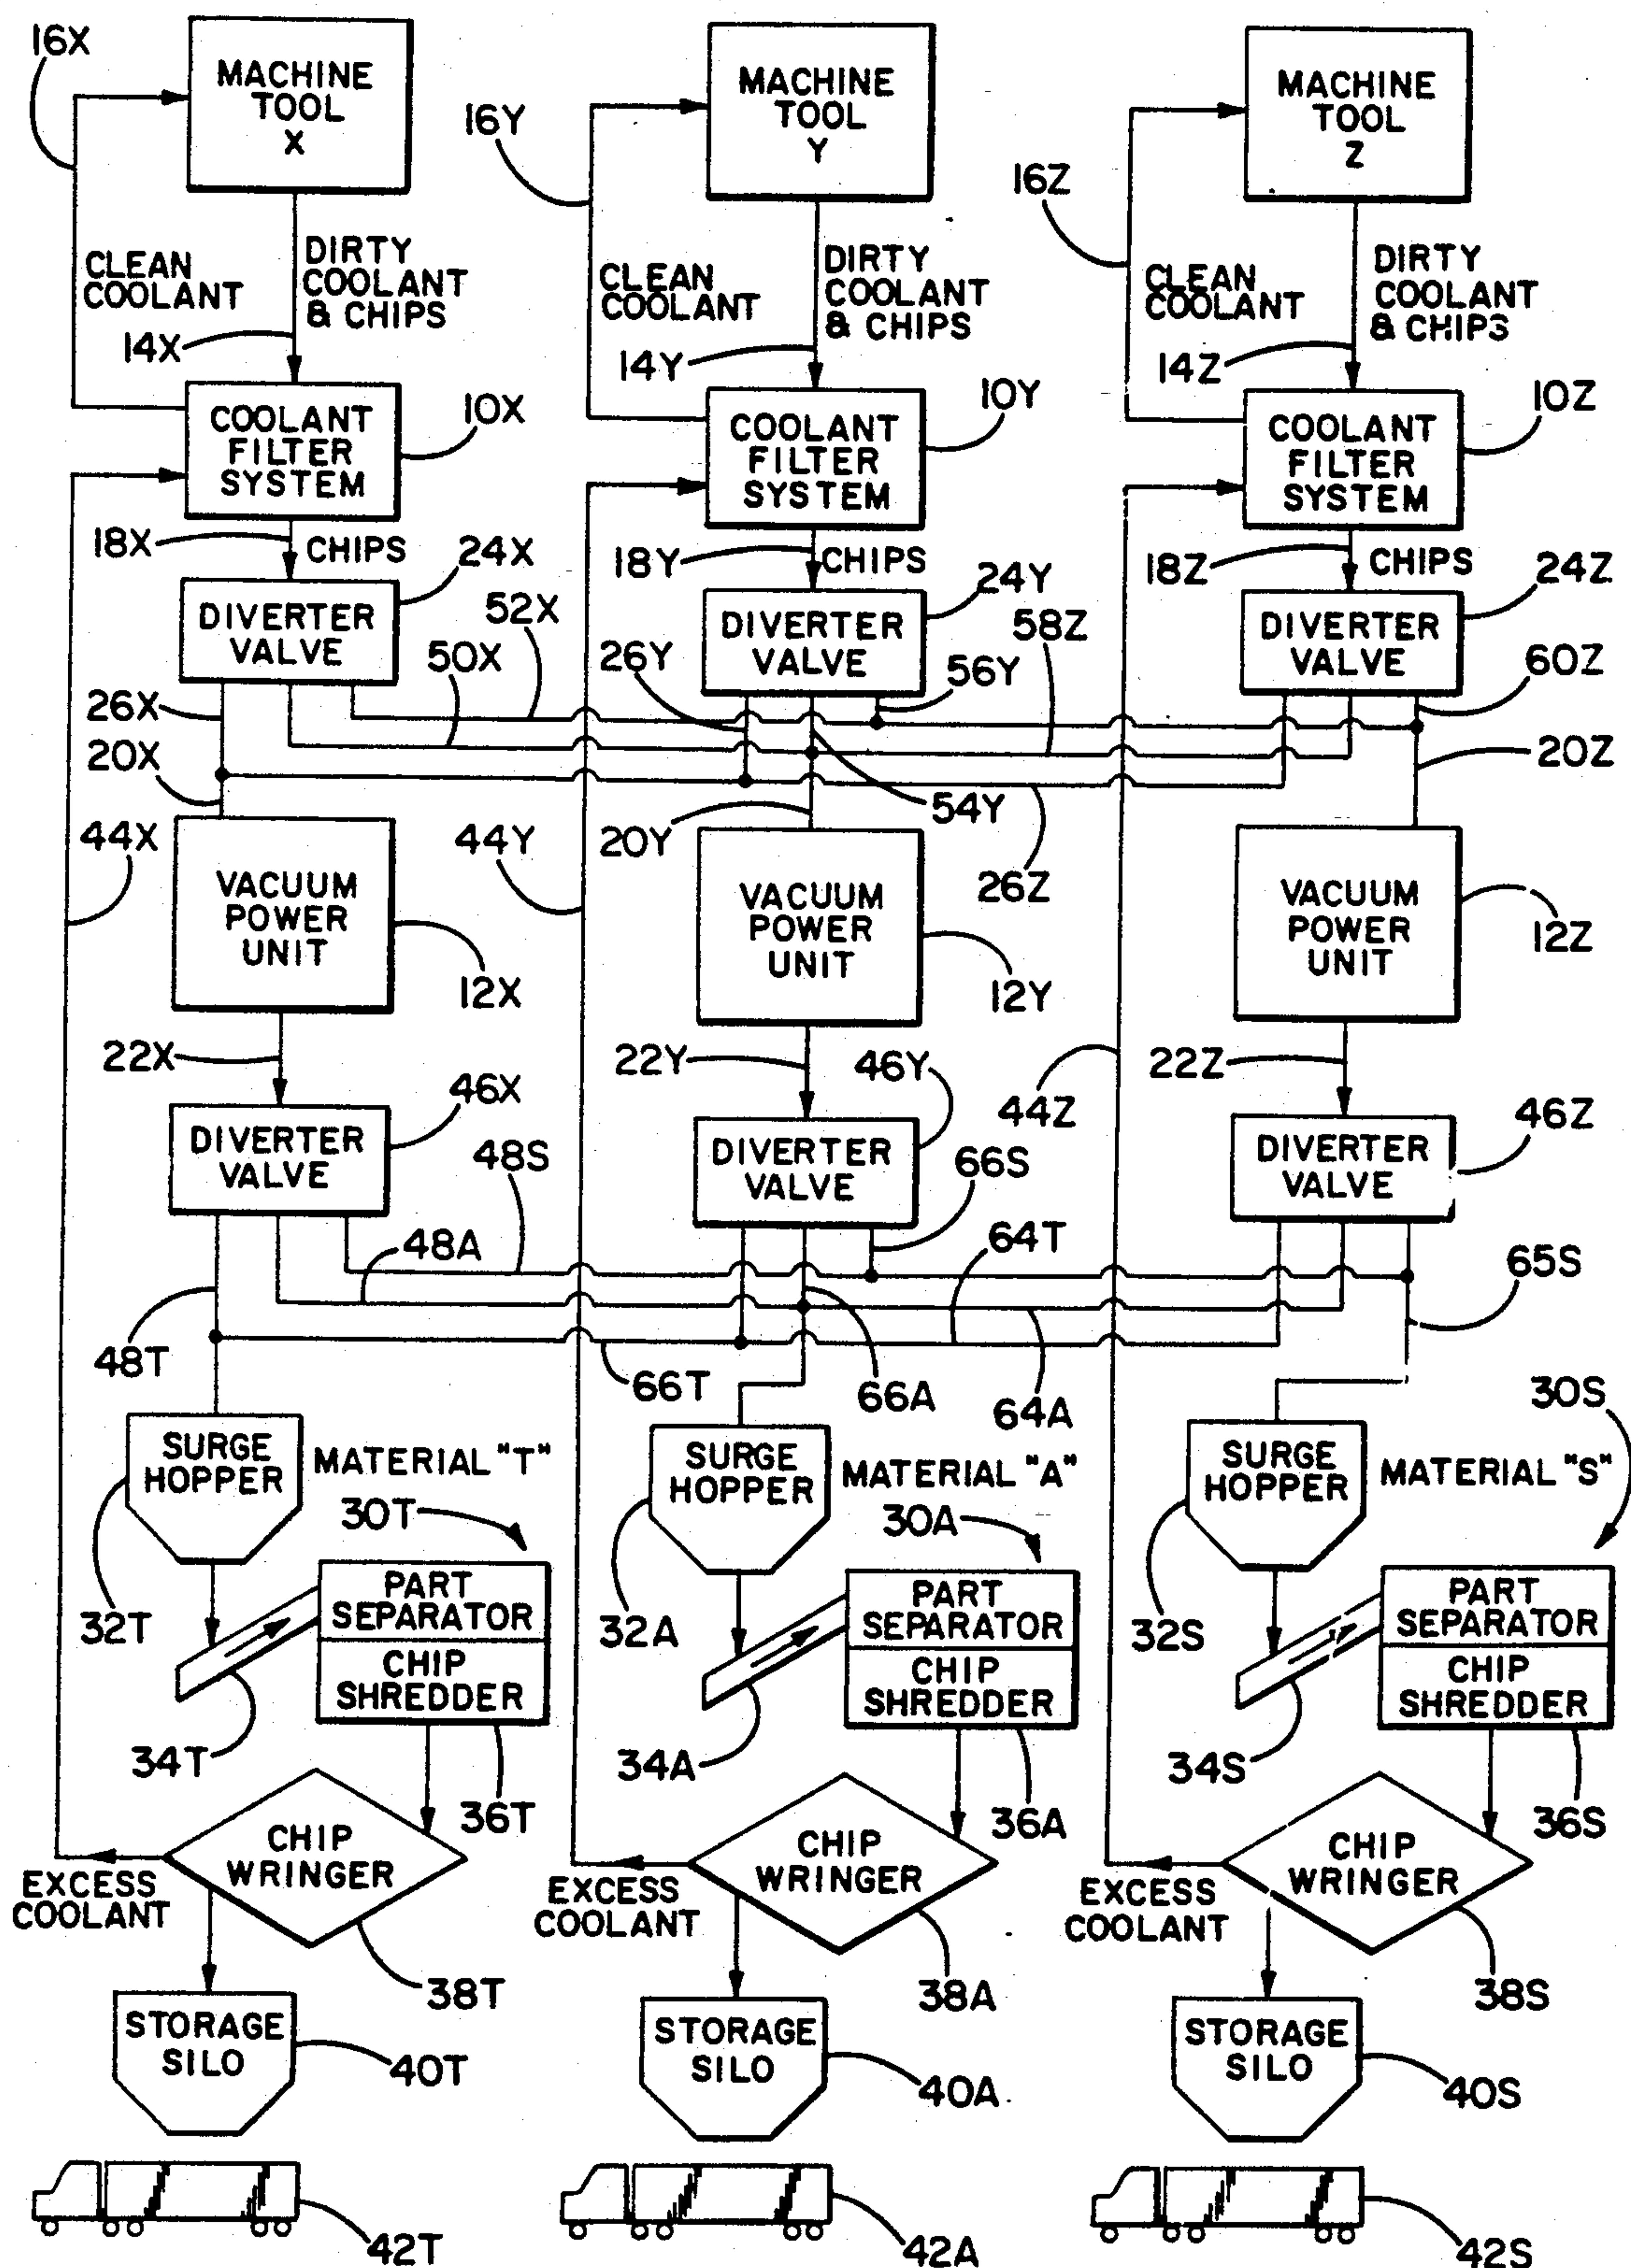 16X
MACHINE
TOOL
X
16Y
MACHINE
TOOL
Y
16Z
MACHINE
TOOL
Z
CLEAN
COOLANT
DIRTY
COOLANT
& CHIPS
14X
CLEAN
COOLANT
DIRTY
COOLANT
& CHIPS
14Y
CLEAN
COOLANT
DIRTY
COOLANT
& CHIPS
14Z
COOLANT
FILTER
SYSTEM
10X
COOLANT
FILTER
SYSTEM
10Y
COOLANT
FILTER
SYSTEM
10Z
18X
CHIPS
24X
18Y
CHIPS
24Y
18Z
CHIPS
24Z
DIVERTER
VALVE
50X
52X
26Y
DIVERTER
VALVE
56Y
58Z
DIVERTER
VALVE
60Z
26X
20X
44X
44Y
20Y
54Y
26Z
20Z
VACUUM
POWER
UNIT
12X
VACUUM
POWER
UNIT
12Y
VACUUM
POWER
UNIT
12Z
22X
46X
22Y
46Y
44Z
22Z
46Z
DIVERTER
VALVE
48S
48A
DIVERTER
VALVE
66S
64T
DIVERTER
VALVE
65S
48T
66T
66A
64A
30S
SURGE
HOPPER
MATERIAL "T"
30T
SURGE
HOPPER
MATERIAL "A"
30A
SURGE
HOPPER
MATERIAL "S"
32T
PART
SEPARATOR
CHIP
SHREDDER
32A
PART
SEPARATOR
CHIP
SHREDDER
32S
PART
SEPARATOR
CHIP
SHREDDER
34T
36T
34A
36A
34S
36S
CHIP
WRINGER
EXCESS
COOLANT
38T
CHIP
WRINGER
EXCESS
COOLANT
38A
CHIP
WRINGER
EXCESS
COOLANT
38S
STORAGE
SILO
40T
STORAGE
SILO
40A
STORAGE
SILO
40S
42T
42A
42S